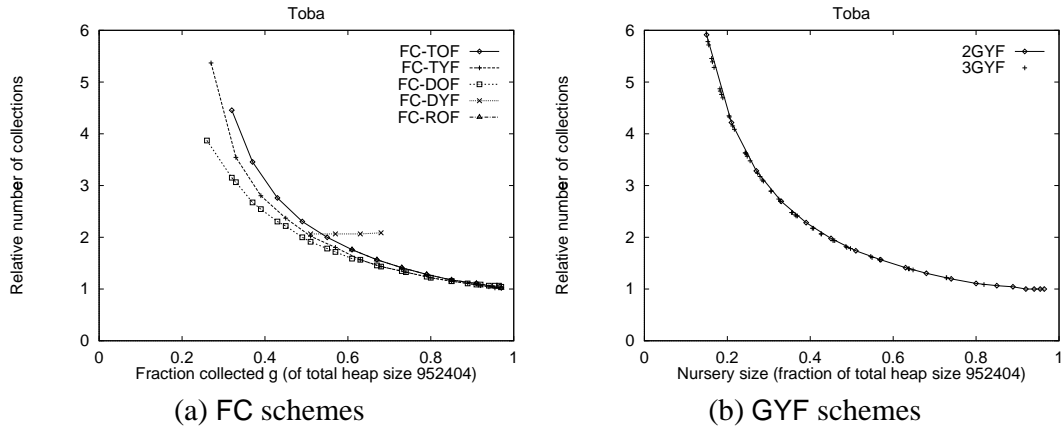 Toba
6
5
4
3
2
1
0
Relative number of collections
FC-TOF
FC-TYF
FC-DOF
FC-DYF
FC-ROF
0 0.2 0.4 0.6 0.8 1
Fraction collected g (of total heap size 952404)
(a) FC schemes
Toba
6
5
4
3
2
1
0
Relative number of collections
2GYF
3GYF
0 0.2 0.4 0.6 0.8 1
Nursery size (fraction of total heap size 952404)
(b) GYF schemes